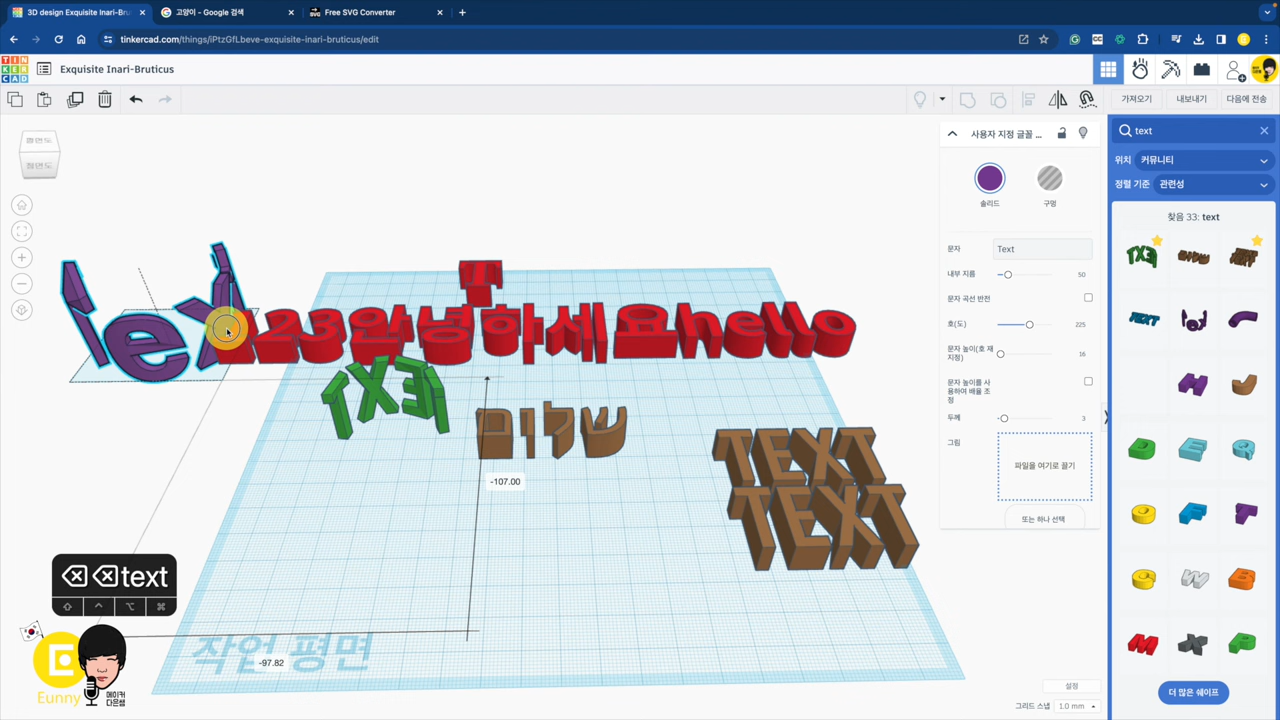 3D design Exquisite Inari-Bru
고양이 - Google 검색
Free SVG Converter
tinkercad.com/things/iPtzGfLbeve-exquisite-inari-bruticus/edit
TIN
KER
CAD
Exquisite Inari-Bruticus
가져오기
내보내기
다음에 전송
평면도
정면도
사용자 지정 글꼴 ...
솔리드
구멍
문자
Text
내부 지름
50
문자 곡선 반전
호(도)
225
문자 높이(호 재
지정)
16
문자 높이를 사
용하여 배율 조
정
두께
3
그림
파일을 여기로 끌기
또는 하나 선택
text
위치
커뮤니티
정렬 기준
관련성
찾음 33: text
TEXT
שלום
TEXT
TEXT
T
123안녕하세요hello
TEXT
שלום
TEXT
TEXT
-107.00
-97.82
작업 평면
text
Eunny
메이커
다은쌤
더 많은 쉐이프
설정
그리드 스냅
1.0 mm